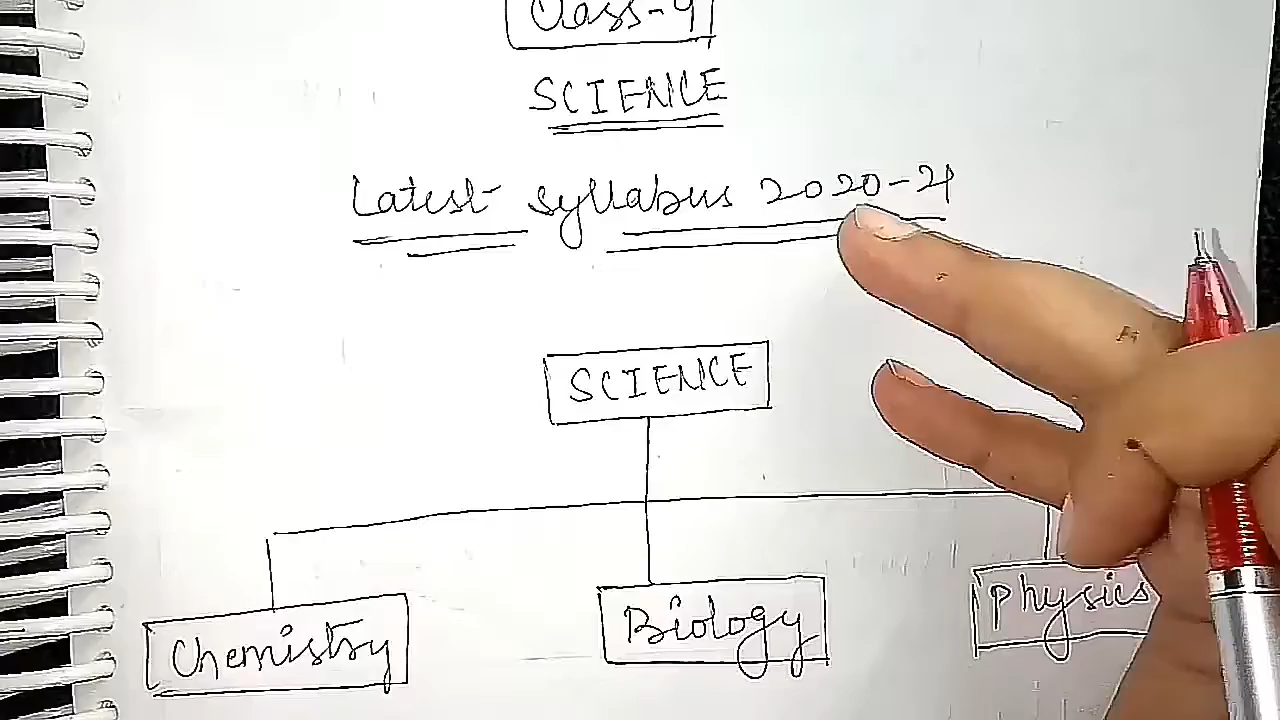 Class-9
SCIENCE
Latest syllabus 2020-21
SCIENCE
Chemistry
Biology
Physics